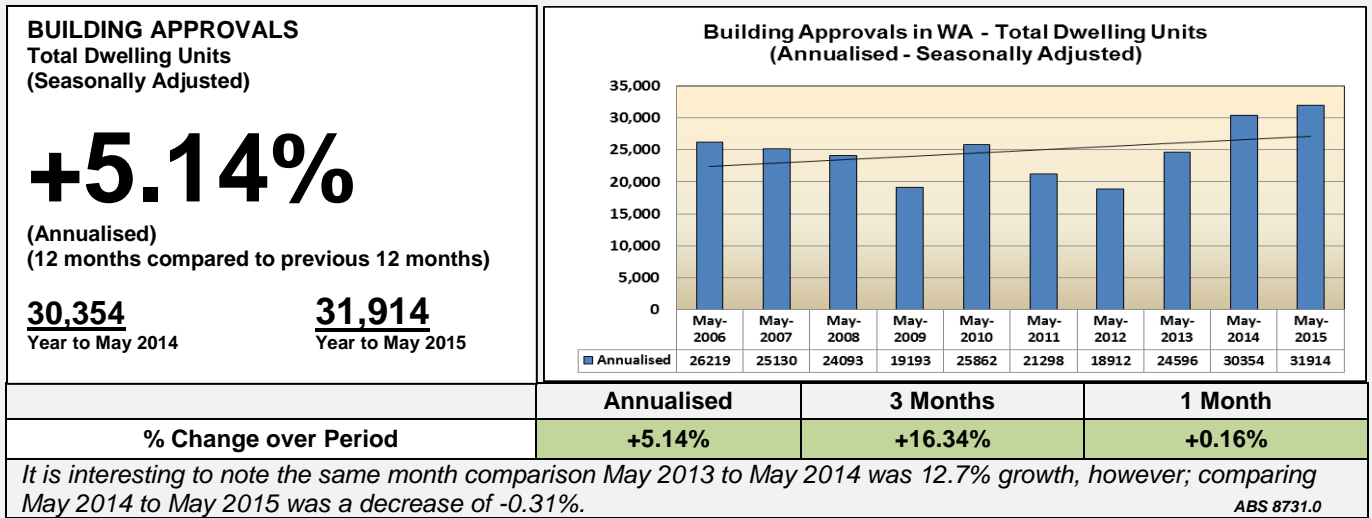 BUILDING APPROVALS
Total Dwelling Units
(Seasonally Adjusted)
+5.14%
(Annualised)
(12 months compared to previous 12 months)
30,354 31,914
Year to May 2014 Year to May 2015
Building Approvals in WA - Total Dwelling Units
(Annualised - Seasonally Adjusted)
35,000
30,000
25,000
20,000
15,000
10,000
5,000
0
May- May- May- May- May- May- May- May- May- May-
2006 2007 2008 2009 2010 2011 2012 2013 2014 2015
Annualised 26219 25130 24093 19193 25862 21298 18912 24596 30354 31914
Annualised 3 Months 1 Month
% Change over Period +5.14% +16.34% +0.16%
It is interesting to note the same month comparison May 2013 to May 2014 was 12.7% growth, however; comparing
May 2014 to May 2015 was a decrease of -0.31%. ABS 8731.0